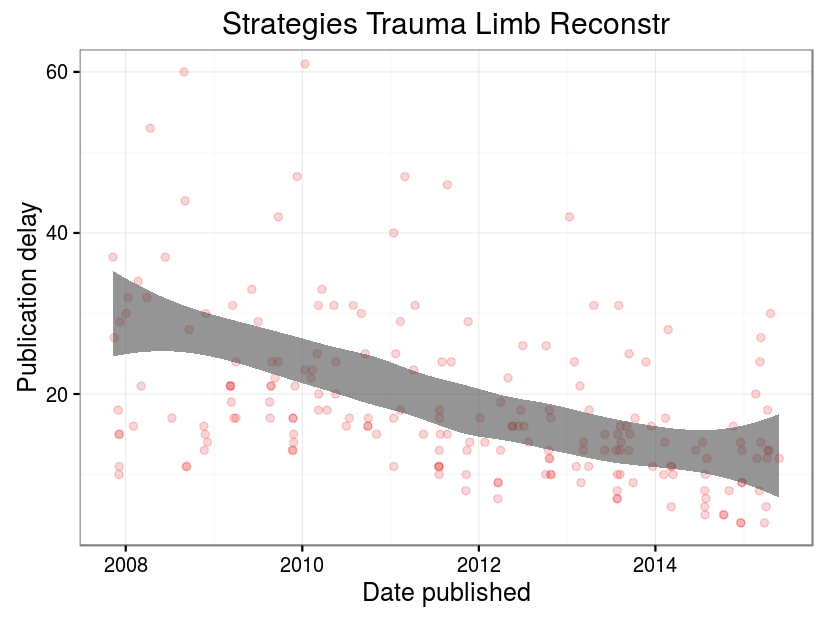 Strategies Trauma Limb Reconstr
Publication delay
60
40
20
2008 2010 2012 2014
Date published